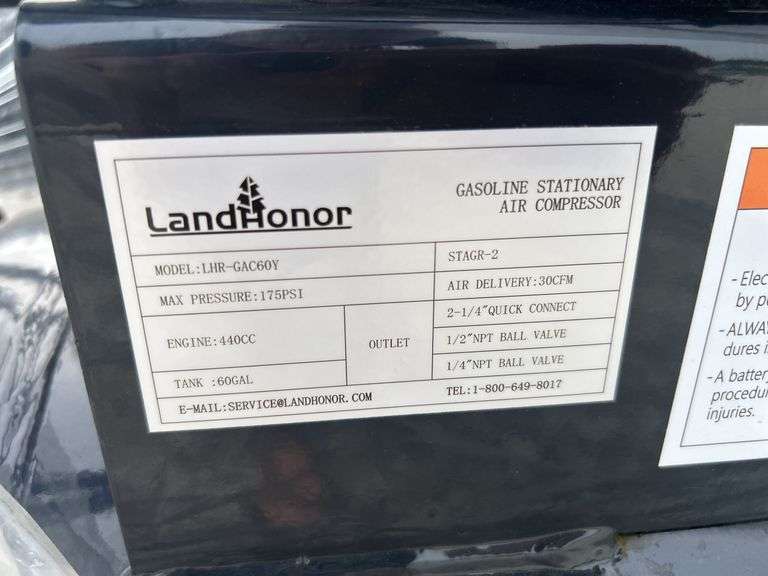 LandHonor
GASOLINE STATIONARY
AIR COMPRESSOR
MODEL:LHR-GAC60Y
STAGR-2
MAX PRESSURE:175PSI
AIR DELIVERY:30CFM
ENGINE:440CC
OUTLET
2-1/4"QUICK CONNECT
1/2"NPT BALL VALVE
1/4"NPT BALL VALVE
TANK :60GAL
E-MAIL:SERVICE@LANDHONOR.COM
TEL:1-800-649-8017
- Elec
by p
- ALWA
dures i
- A battery
procedur
injuries.